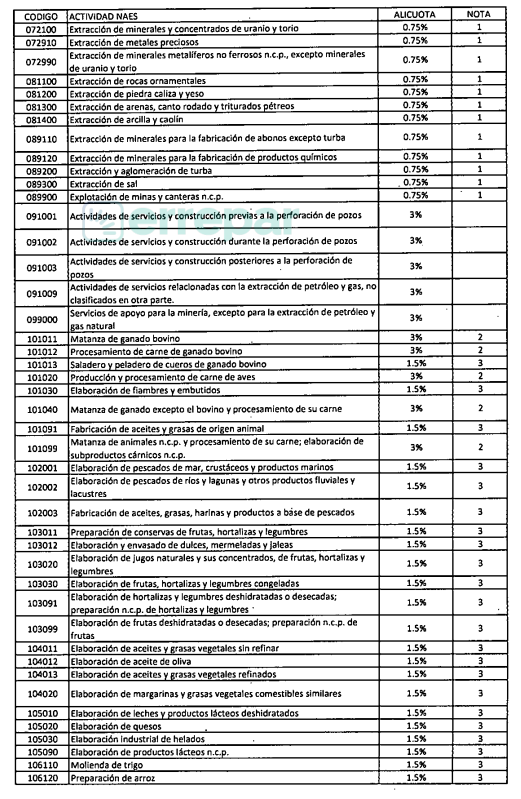 CODIGO ACTIVIDAD NAES ALICUOTA NOTA
072100 Extracción de minerales y concentrados de uranio y torio 0.75% 1
072910 Extracción de metales preciosos 0.75% 1
072990 Extracción de minerales metalíferos no ferrosos n.c.p., excepto minerales de uranio y torio 0.75% 1
081100 Extracción de rocas ornamentales 0.75% 1
081200 Extracción de piedra caliza y yeso 0.75% 1
081300 Extracción de arenas, canto rodado y triturados pétreos 0.75% 1
081400 Extracción de arcilla y caolín 0.75% 1
089110 Extracción de minerales para la fabricación de abonos excepto turba 0.75% 1
089120 Extracción de minerales para la fabricación de productos químicos 0.75% 1
089200 Extracción y aglomeración de turba 0.75% 1
089300 Extracción de sal 0.75% 1
089900 Explotación de minas y canteras n.c.p. 0.75% 1
errepar
091001 Actividades de servicios y construcción previas a la perforación de pozos 3%
091002 Actividades de servicios y construcción durante la perforación de pozos 3%
091003 Actividades de servicios y construcción posteriores a la perforación de pozos 3%
091009 Actividades de servicios relacionadas con la extracción de petróleo y gas, no clasificados en otra parte. 3%
099000 Servicios de apoyo para la minería, excepto para la extracción de petróleo y gas natural 3%
101011 Matanza de ganado bovino 3% 2
101012 Procesamiento de carne de ganado bovino 3% 2
101013 Saladero y peladero de cueros de ganado bovino 1.5% 3
101020 Producción y procesamiento de carne de aves 3% 2
101030 Elaboración de fiambres y embutidos 1.5% 3
101040 Matanza de ganado excepto el bovino y procesamiento de su carne 3% 2
101091 Fabricación de aceites y grasas de origen animal 1.5% 3
101099 Matanza de animales n.c.p. y procesamiento de su carne; elaboración de subproductos cárnicos n.c.p. 3% 2
102001 Elaboración de pescados de mar, crustáceos y productos marinos 1.5% 3
102002 Elaboración de pescados de ríos y lagunas y otros productos fluviales y lacustres 1.5% 3
102003 Fabricación de aceites, grasas, harinas y productos a base de pescados 1.5% 3
103011 Preparación de conservas de frutas, hortalizas y legumbres 1.5% 3
103012 Elaboración y envasado de dulces, mermeladas y jaleas 1.5% 3
103020 Elaboración de jugos naturales y sus concentrados, de frutas, hortalizas y legumbres 1.5% 3
103030 Elaboración de frutas, hortalizas y legumbres congeladas 1.5% 3
103091 Elaboración de hortalizas y legumbres deshidratadas o desecadas; preparación n.c.p. de hortalizas y legumbres 1.5% 3
103099 Elaboración de frutas deshidratadas o desecadas; preparación n.c.p. de frutas 1.5% 3
104011 Elaboración de aceites y grasas vegetales sin refinar 1.5% 3
104012 Elaboración de aceite de oliva 1.5% 3
104013 Elaboración de aceites y grasas vegetales refinados 1.5% 3
104020 Elaboración de margarinas y grasas vegetales comestibles similares 1.5% 3
105010 Elaboración de leches y productos lácteos deshidratados 1.5% 3
105020 Elaboración de quesos 1.5% 3
105030 Elaboración industrial de helados 1.5% 3
105090 Elaboración de productos lácteos n.c.p. 1.5% 3
106110 Molienda de trigo 1.5% 3
106120 Preparación de arroz 1.5% 3